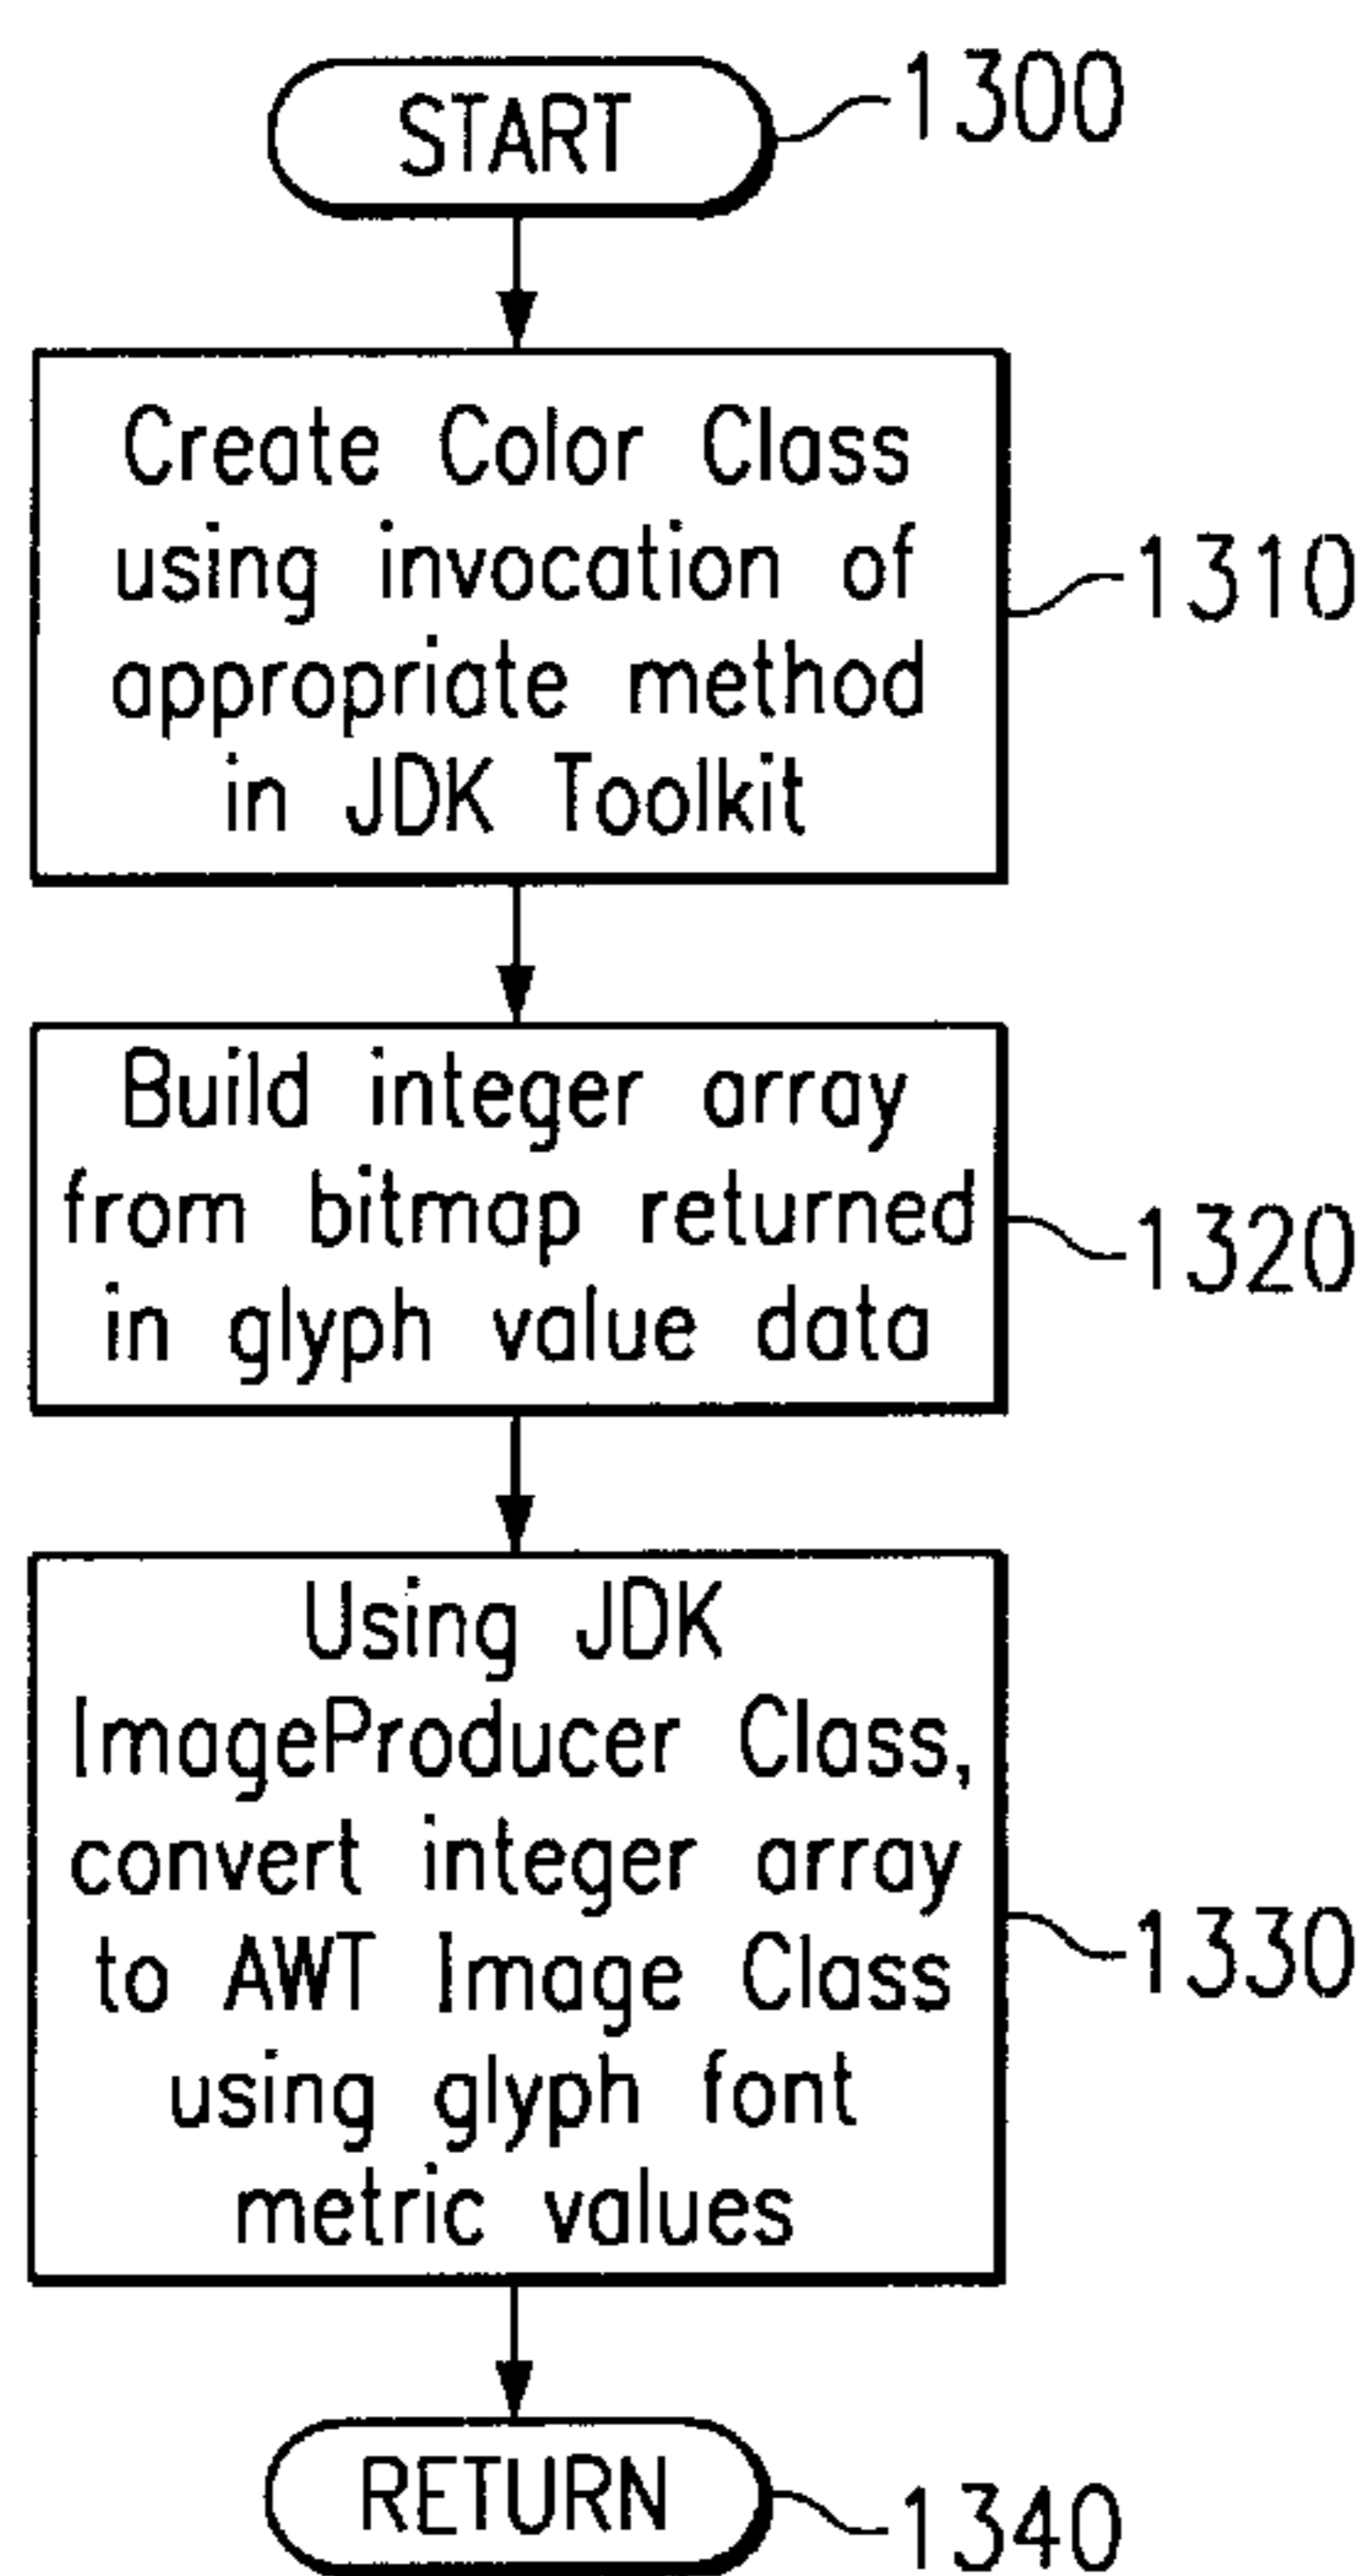 START
1300
Create Color Class
using invocation of
appropriate method
in JDK Toolkit
1310
Build integer array
from bitmap returned
in glyph value data
1320
Using JDK
ImageProducer Class,
convert integer array
to AWT Image Class
using glyph font
metric values
1330
RETURN
1340